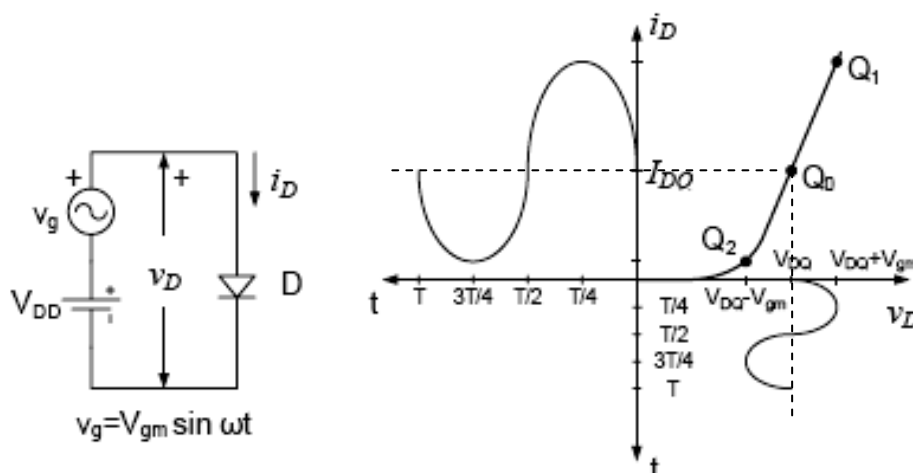 +
v_g
V_DD
+
v_D
i_D
D
v_g=V_gm sin ωt
i_D
Q_1
I_DQ
Q_D
Q_2
V_DQ
V_DQ+V_gm
t
T
3T/4
T/2
T/4
V_DQ-V_gm
v_D
T/4
T/2
3T/4
T
t